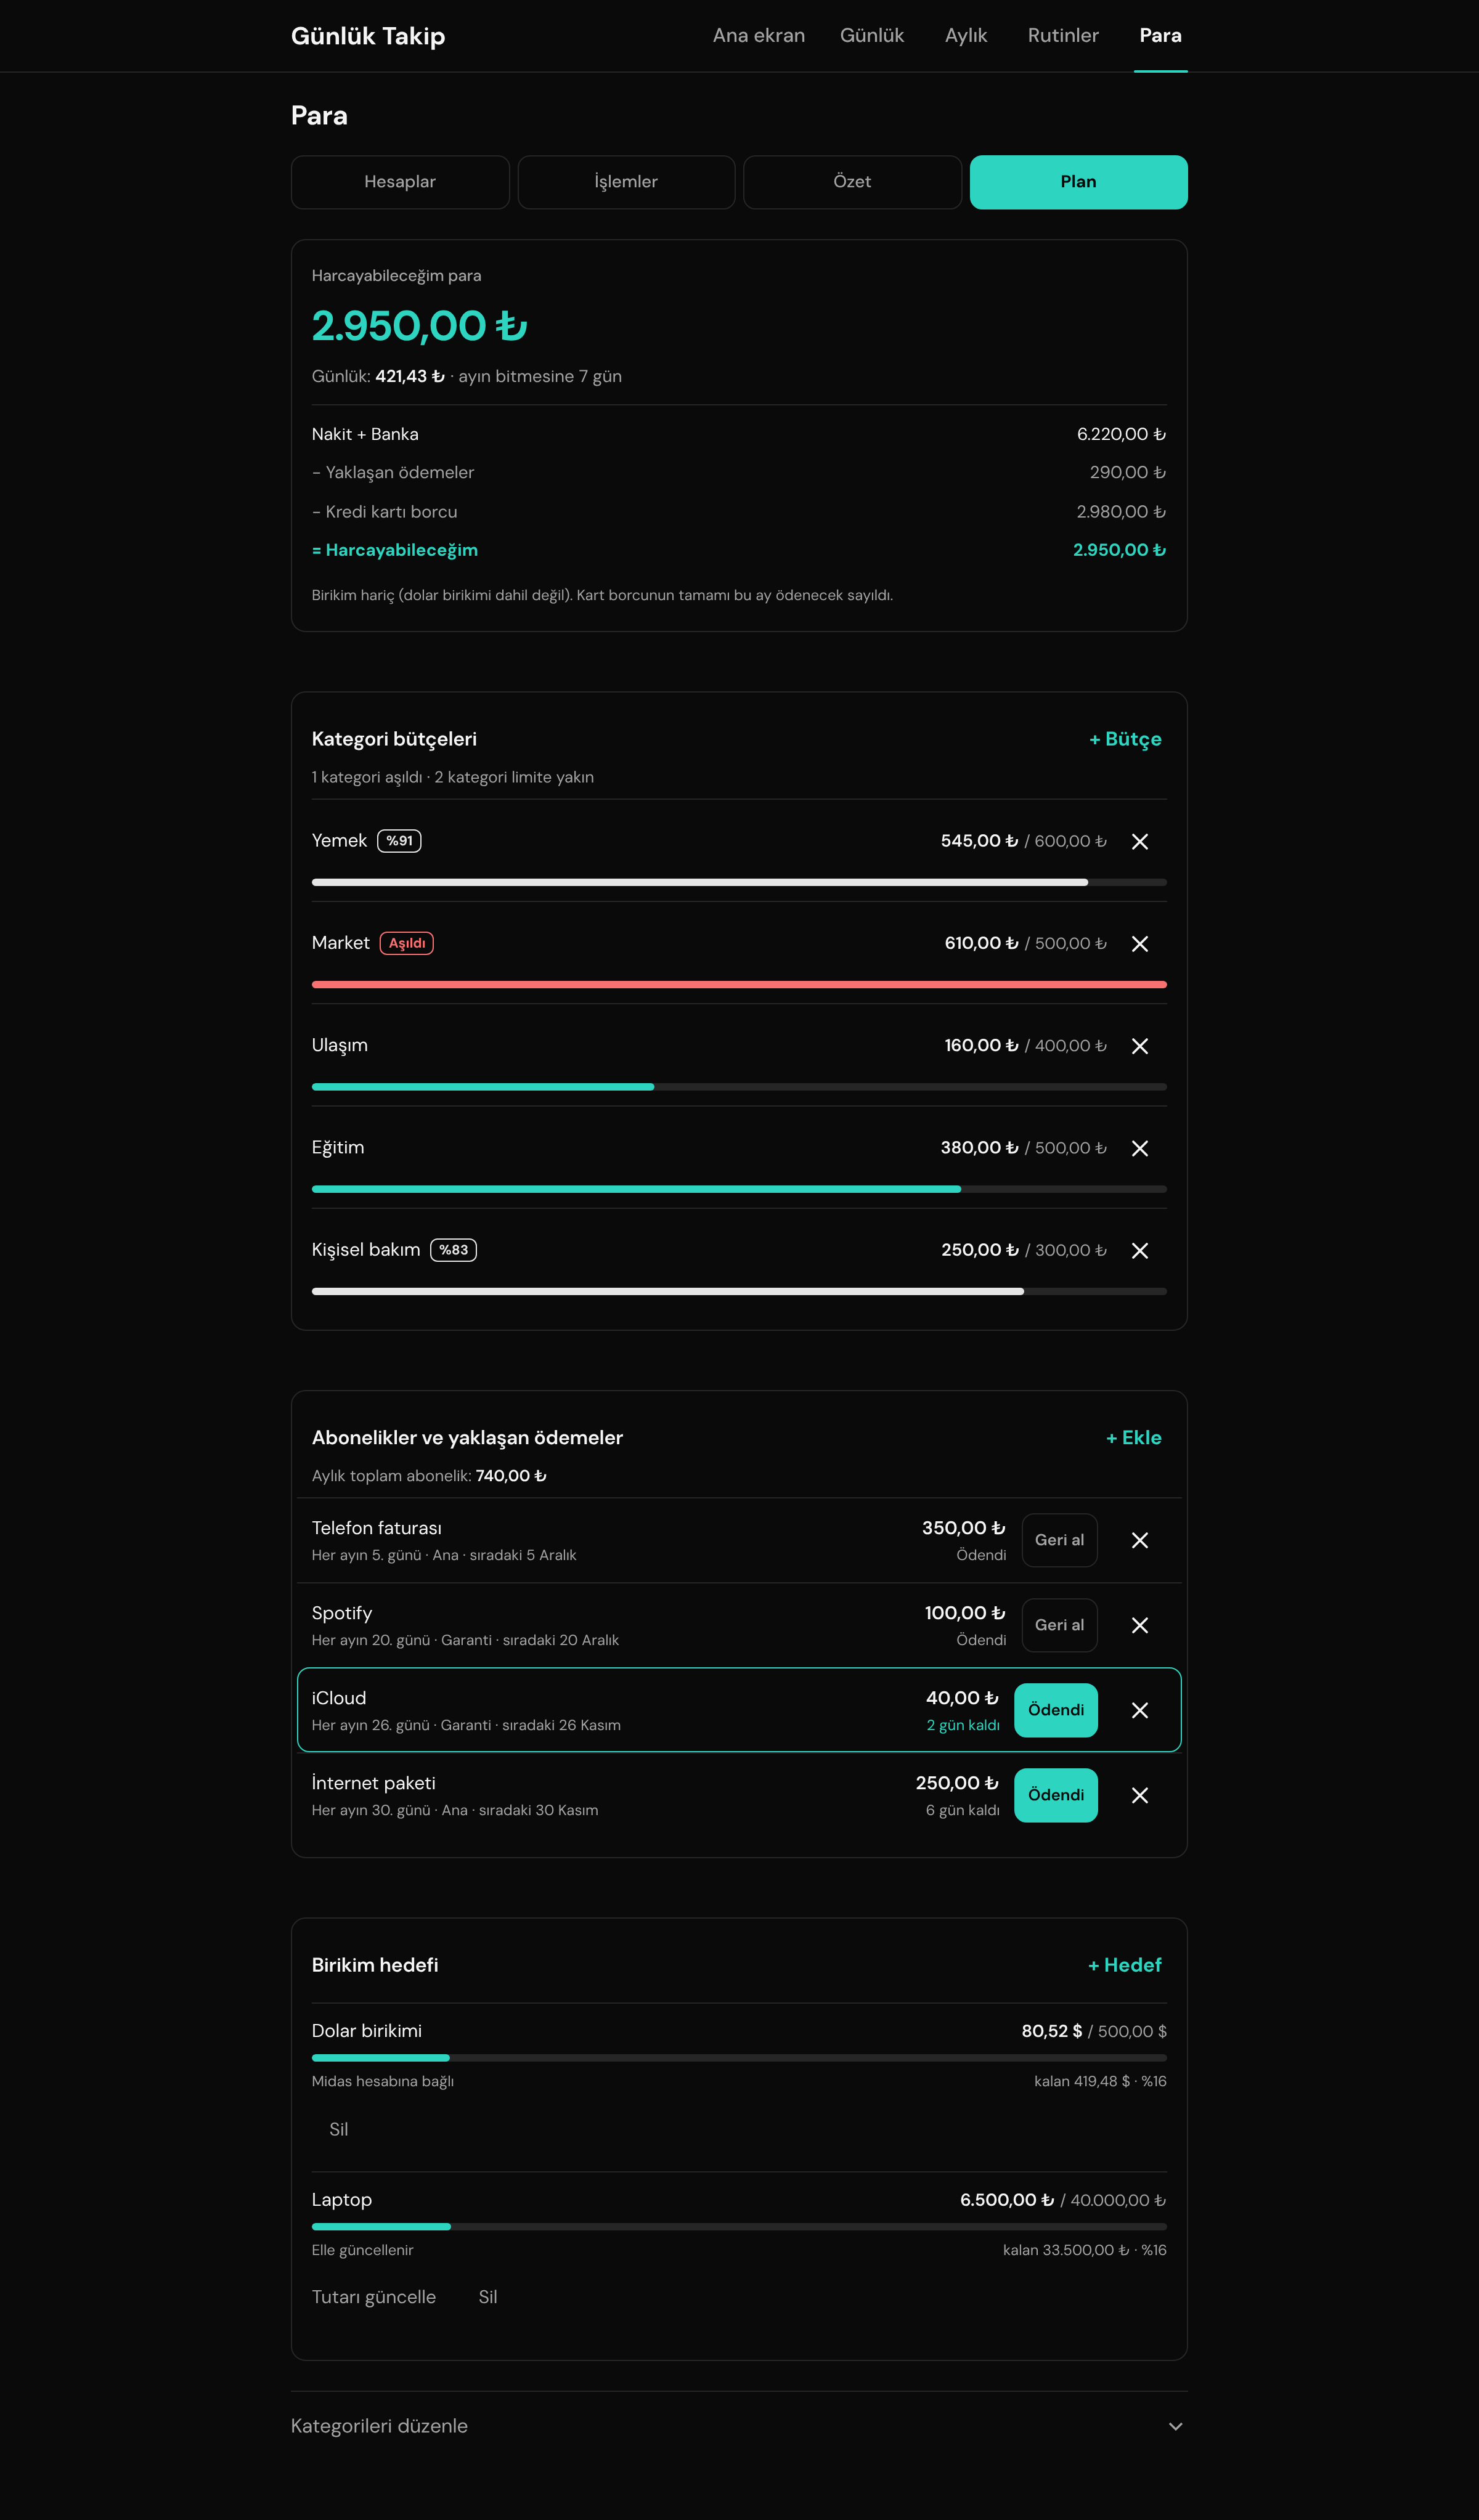 Günlük Takip
Ana ekran Günlük Aylık Rutinler Para
Para
Hesaplar İşlemler Özet Plan
Harcayabileceğim para
2.950,00 ₺
Günlük: 421,43 ₺ · ayın bitmesine 7 gün
Nakit + Banka 6.220,00 ₺
- Yaklaşan ödemeler 290,00 ₺
- Kredi kartı borcu 2.980,00 ₺
= Harcayabileceğim 2.950,00 ₺
Birikim hariç (dolar birikimi dahil değil). Kart borcunun tamamı bu ay ödenecek sayıldı.
Kategori bütçeleri + Bütçe
1 kategori aşıldı · 2 kategori limite yakın
Yemek %91 545,00 ₺ / 600,00 ₺
Market Aşıldı 610,00 ₺ / 500,00 ₺
Ulaşım 160,00 ₺ / 400,00 ₺
Eğitim 380,00 ₺ / 500,00 ₺
Kişisel bakım %83 250,00 ₺ / 300,00 ₺
Abonelikler ve yaklaşan ödemeler + Ekle
Aylık toplam abonelik: 740,00 ₺
Telefon faturası 350,00 ₺ Geri al
Her ayın 5. günü · Ana · sıradaki 5 Aralık Ödendi
Spotify 100,00 ₺ Geri al
Her ayın 20. günü · Garanti · sıradaki 20 Aralık Ödendi
iCloud 40,00 ₺ Ödendi
Her ayın 26. günü · Garanti · sıradaki 26 Kasım 2 gün kaldı
İnternet paketi 250,00 ₺ Ödendi
Her ayın 30. günü · Ana · sıradaki 30 Kasım 6 gün kaldı
Birikim hedefi + Hedef
Dolar birikimi 80,52 $ / 500,00 $
Midas hesabına bağlı kalan 419,48 $ · %16
Sil
Laptop 6.500,00 ₺ / 40.000,00 ₺
Elle güncellenir kalan 33.500,00 ₺ · %16
Tutarı güncelle Sil
Kategorileri düzenle